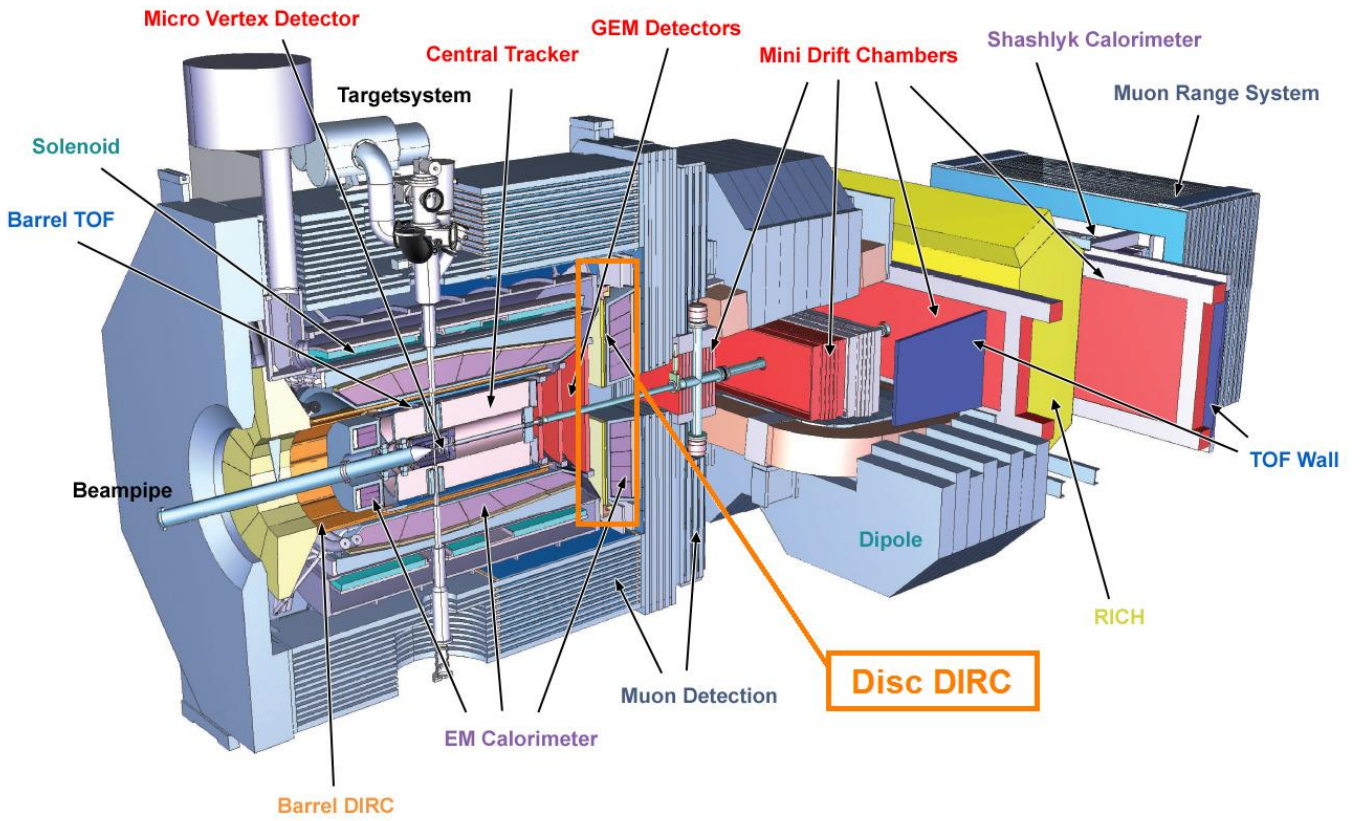 Micro Vertex Detector
GEM Detectors
Central Tracker
Mini Drift Chambers
Shashlyk Calorimeter
Targetsystem
Muon Range System
Solenoid
Barrel TOF
TOF Wall
Beampipe
Dipole
RICH
Disc DIRC
Muon Detection
EM Calorimeter
Barrel DIRC